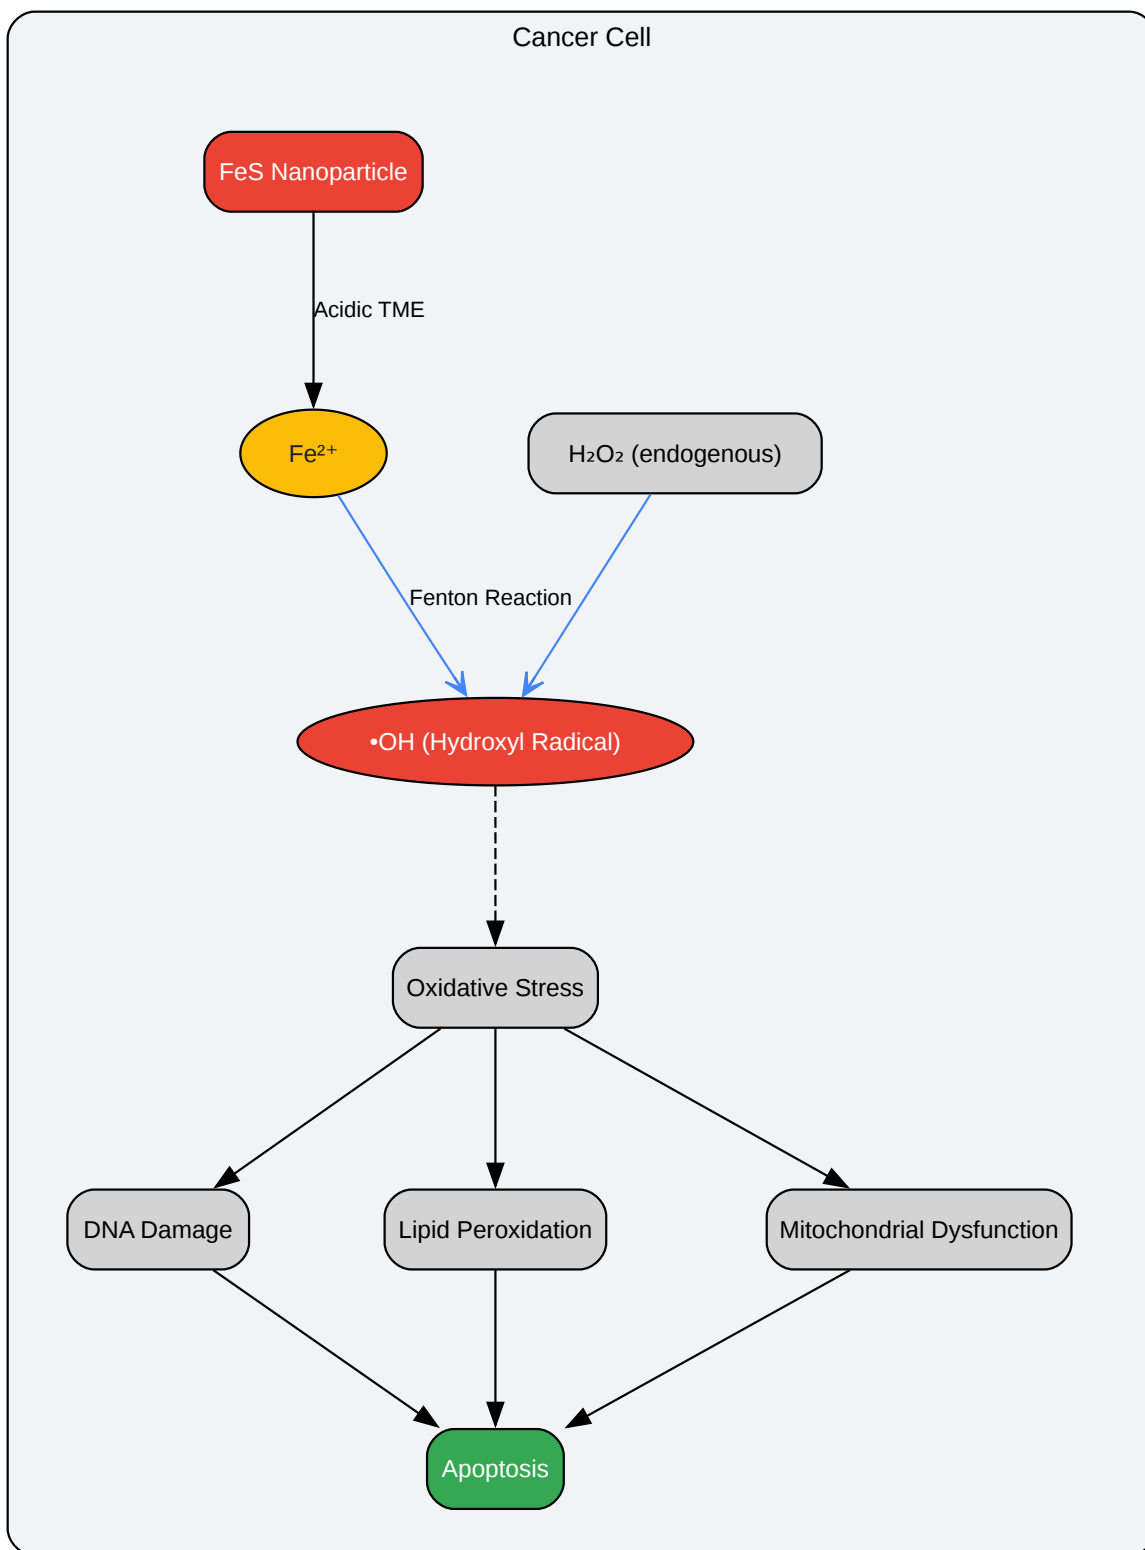 Cancer Cell
FeS Nanoparticle
Acidic TME
Fe²⁺
H₂O₂ (endogenous)
Fenton Reaction
•OH (Hydroxyl Radical)
Oxidative Stress
DNA Damage
Lipid Peroxidation
Mitochondrial Dysfunction
Apoptosis